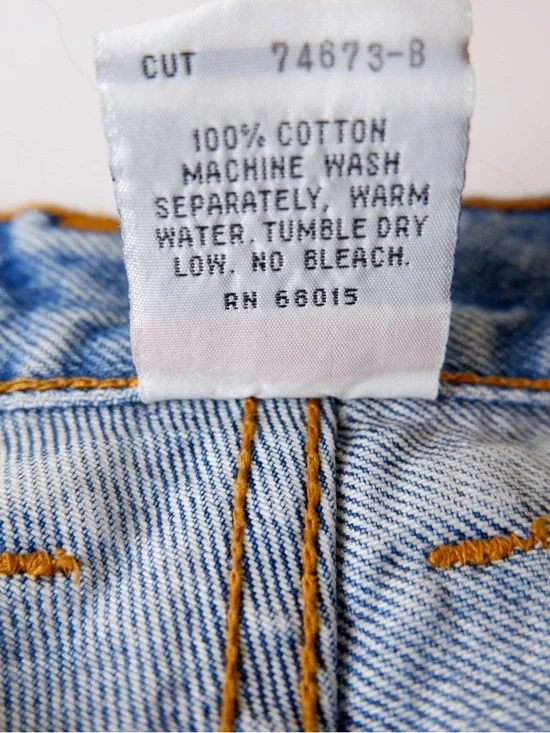 CUT 74673-B
100% COTTON
MACHINE WASH
SEPARATELY, WARM
WATER. TUMBLE DRY
LOW. NO BLEACH.
RN 68015